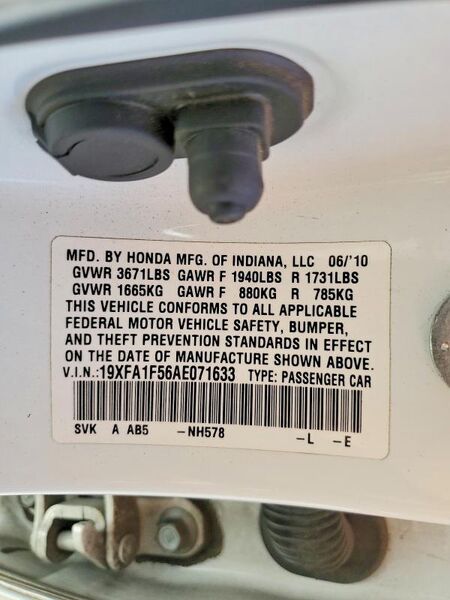 MFD. BY HONDA MFG. OF INDIANA, LLC 06/'10
GVWR 3671LBS GAWR F 1940LBS R 1731LBS
GVWR 1665KG GAWR F 880KG R 785KG
THIS VEHICLE CONFORMS TO ALL APPLICABLE
FEDERAL MOTOR VEHICLE SAFETY, BUMPER,
AND THEFT PREVENTION STANDARDS IN EFFECT
ON THE DATE OF MANUFACTURE SHOWN ABOVE.
V.I.N.:19XFA1F56AE071633 TYPE: PASSENGER CAR
SVK A AB5 -NH578 -L -E